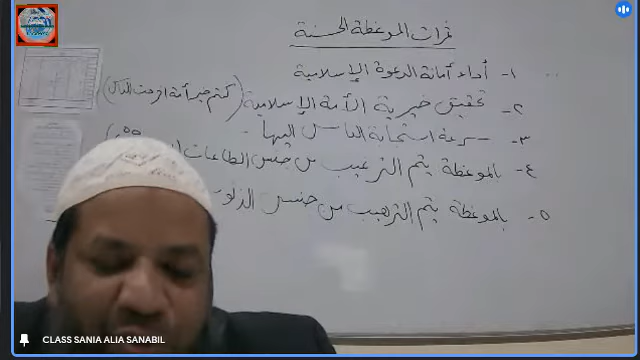 ثمرات الموعظة الحسنة
١- أداء أمانة الدعوة الإسلامية
٢- تحقيق خيرية الأمة الإسلامية (كنتم خير أمة أخرجت للناس)
٣- سرعة استجابة الناس إليها.
٤- بالموعظة يتم الترغيب من جنس الطاعات
٥- بالموعظة يتم الترهيب من جنس
CLASS SANIA ALIA SANABIL